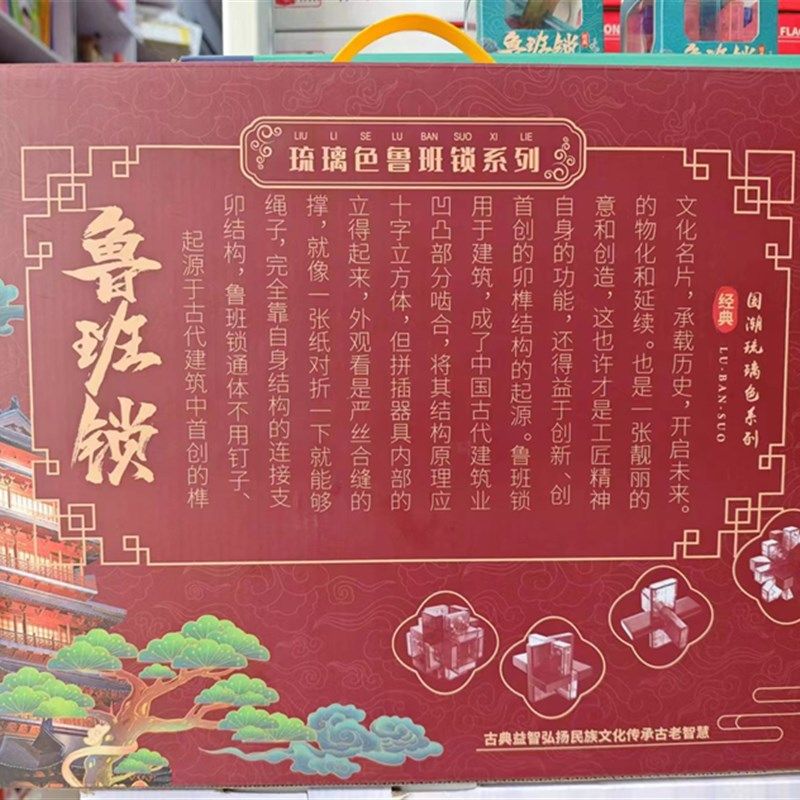 鲁班锁
鲁班锁
LIU LI SE LU BAN SUO XI LIE
琉璃色鲁班锁系列
鲁班锁
起源于古代建筑中首创的榫
卯结构，鲁班锁通体不用钉子、
绳子，完全靠自身结构的连接支
撑，就像一张纸对折一下就能够
立得起来，外观看是严丝合缝的
十字立方体，但拼插器具内部的
凹凸部分啮合，将其结构原理应
用于建筑，成了中国古代建筑业
首创的卯榫结构的起源。鲁班锁
自身的功能，还得益于创新、创
意和创造，这也许才是工匠精神
的物化和延续。也是一张靓丽的
文化名片，承载历史，开启未来。
经典
LU·BAN·SUO
国潮琉璃色系列
古典益智弘扬民族文化传承古老智慧